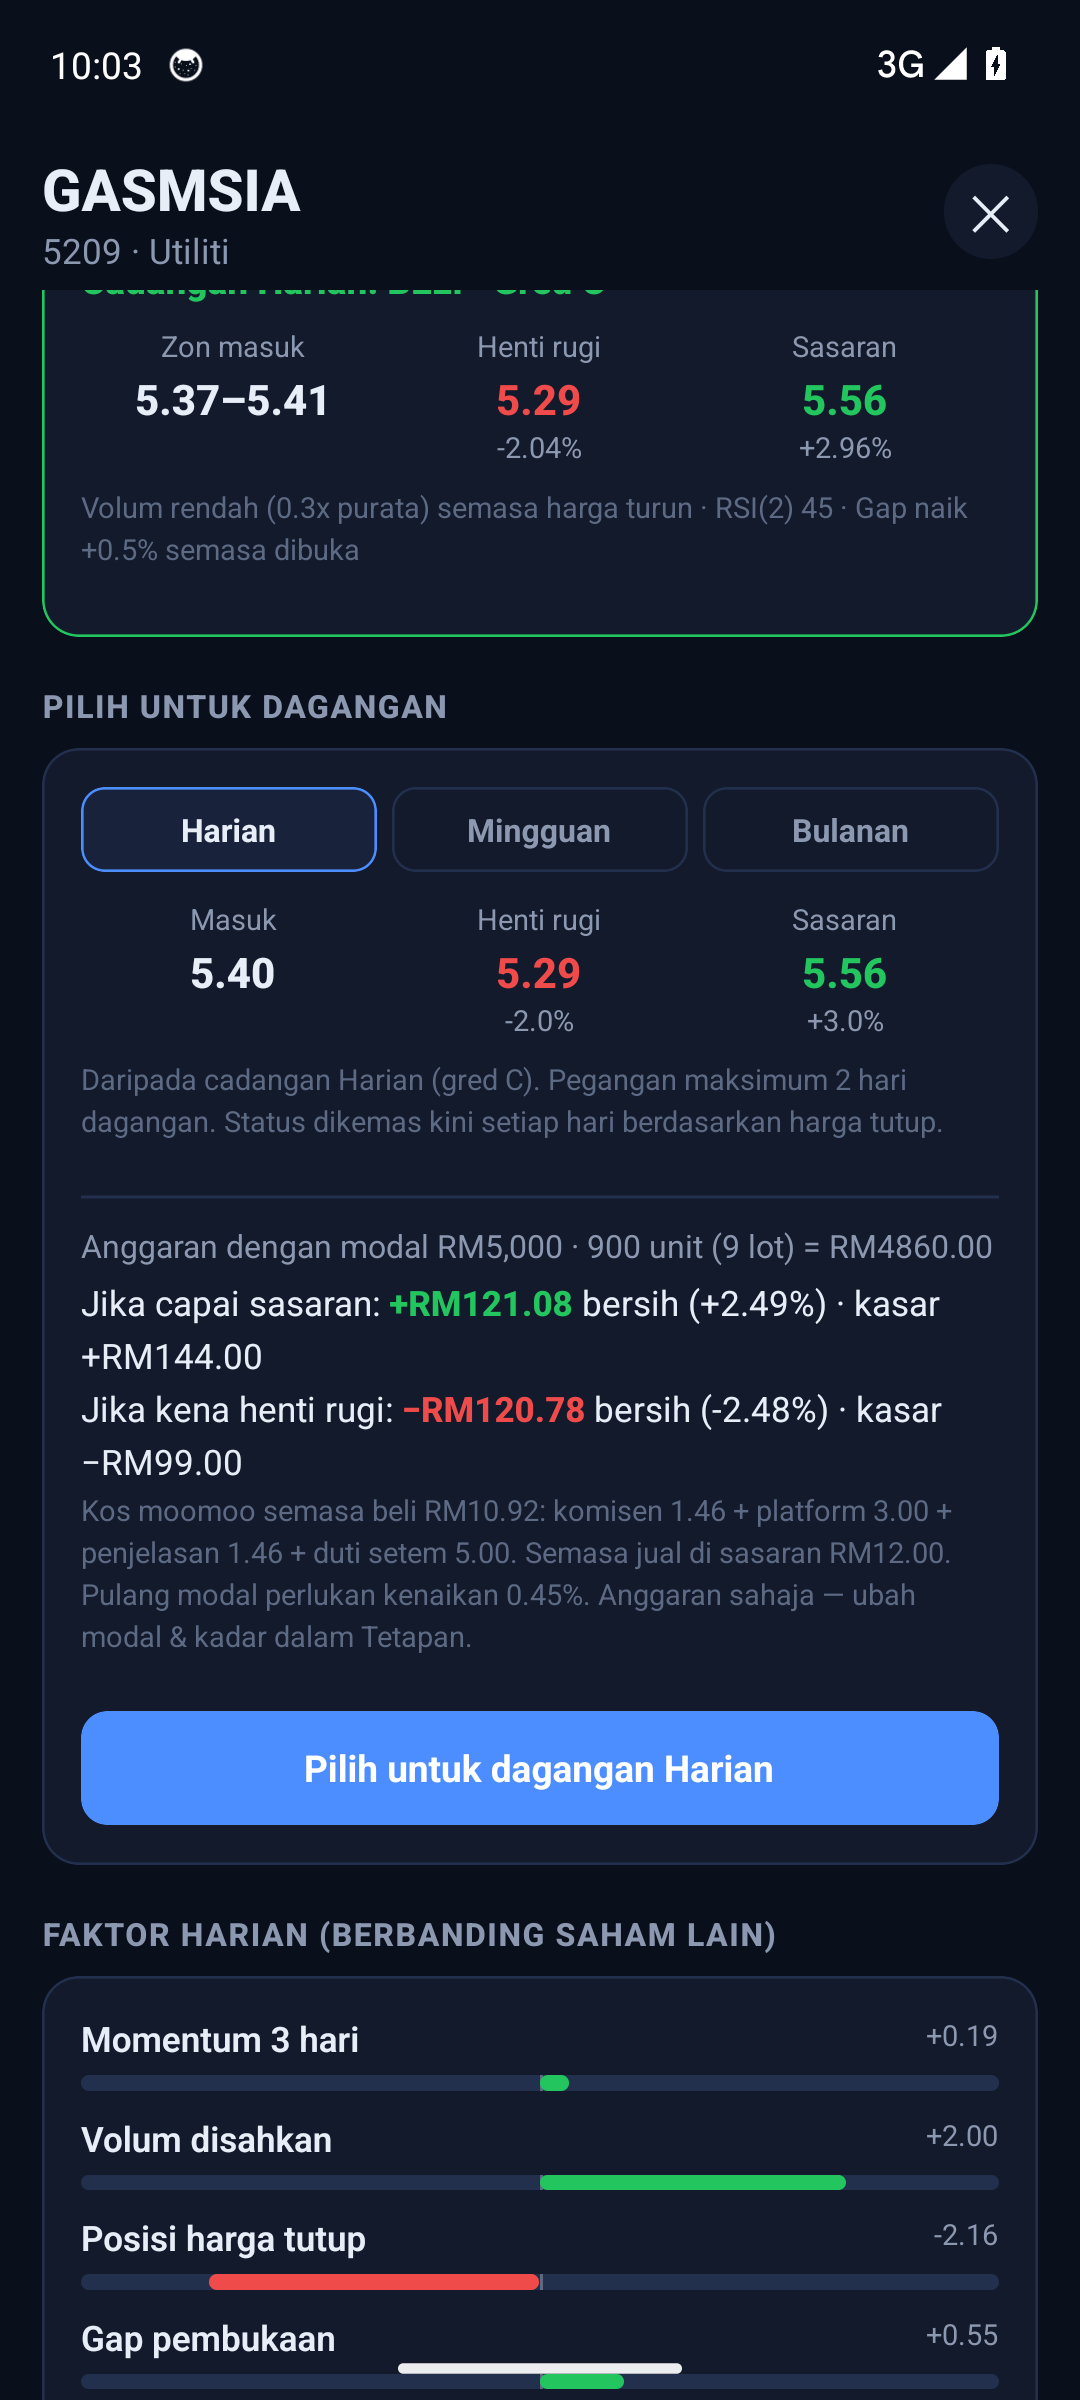 10:03
3G
GASMSIA
5209 · Utiliti
Zon masuk
Henti rugi
Sasaran
5.37–5.41
5.29
5.56
-2.04%
+2.96%
Volum rendah (0.3x purata) semasa harga turun · RSI(2) 45 · Gap naik
+0.5% semasa dibuka
PILIH UNTUK DAGANGAN
Harian
Mingguan
Bulanan
Masuk
Henti rugi
Sasaran
5.40
5.29
5.56
-2.0%
+3.0%
Daripada cadangan Harian (gred C). Pegangan maksimum 2 hari
dagangan. Status dikemas kini setiap hari berdasarkan harga tutup.
Anggaran dengan modal RM5,000 · 900 unit (9 lot) = RM4860.00
Jika capai sasaran: +RM121.08 bersih (+2.49%) · kasar
+RM144.00
Jika kena henti rugi: −RM120.78 bersih (-2.48%) · kasar
−RM99.00
Kos moomoo semasa beli RM10.92: komisen 1.46 + platform 3.00 +
penjelasan 1.46 + duti setem 5.00. Semasa jual di sasaran RM12.00.
Pulang modal perlukan kenaikan 0.45%. Anggaran sahaja — ubah
modal & kadar dalam Tetapan.
Pilih untuk dagangan Harian
FAKTOR HARIAN (BERBANDING SAHAM LAIN)
Momentum 3 hari
+0.19
Volum disahkan
+2.00
Posisi harga tutup
-2.16
Gap pembukaan
+0.55